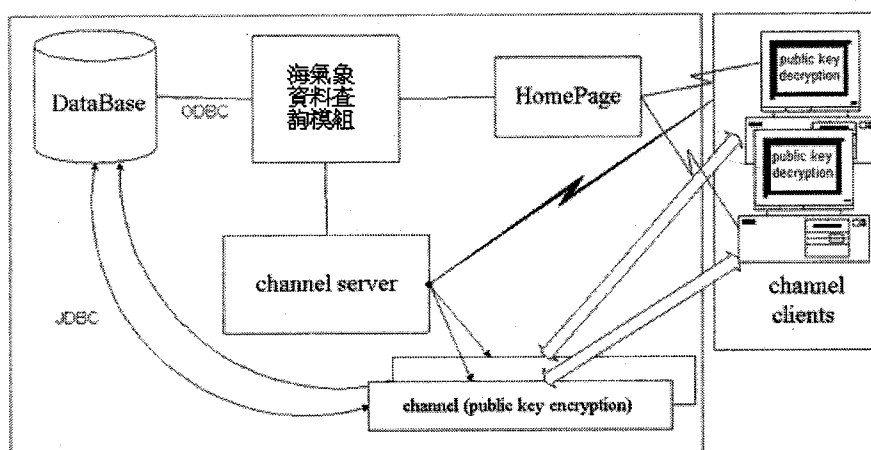 DataBase
ODBC
海氣象
資料查
詢模組
HomePage
public key
decryption
public key
decryption
channel server
channel
clients
JDBC
channel (public key encryption)